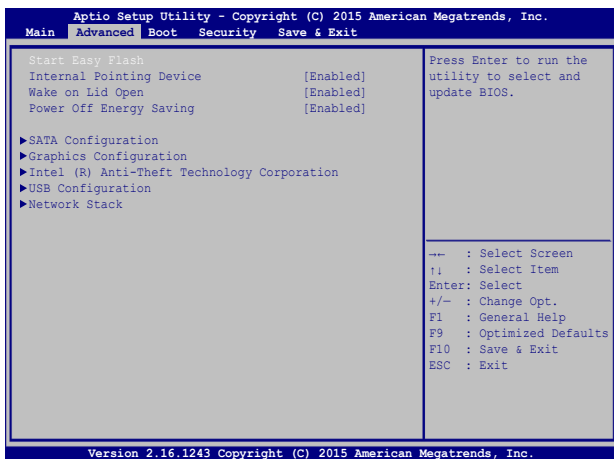 Aptio Setup Utility - Copyright (C) 2015 American Megatrends, Inc.
Main Advanced Boot Security Save & Exit
Start Easy Flash
Internal Pointing Device [Enabled]
Wake on Lid Open [Enabled]
Power Off Energy Saving [Enabled]
▶SATA Configuration
▶Graphics Configuration
▶Intel (R) Anti-Theft Technology Corporation
▶USB Configuration
▶Network Stack
Press Enter to run the
utility to select and
update BIOS.
→← : Select Screen
↑↓ : Select Item
Enter: Select
+/— : Change Opt.
F1 : General Help
F9 : Optimized Defaults
F10 : Save & Exit
ESC : Exit
Version 2.16.1243 Copyright (C) 2015 American Megatrends, Inc.